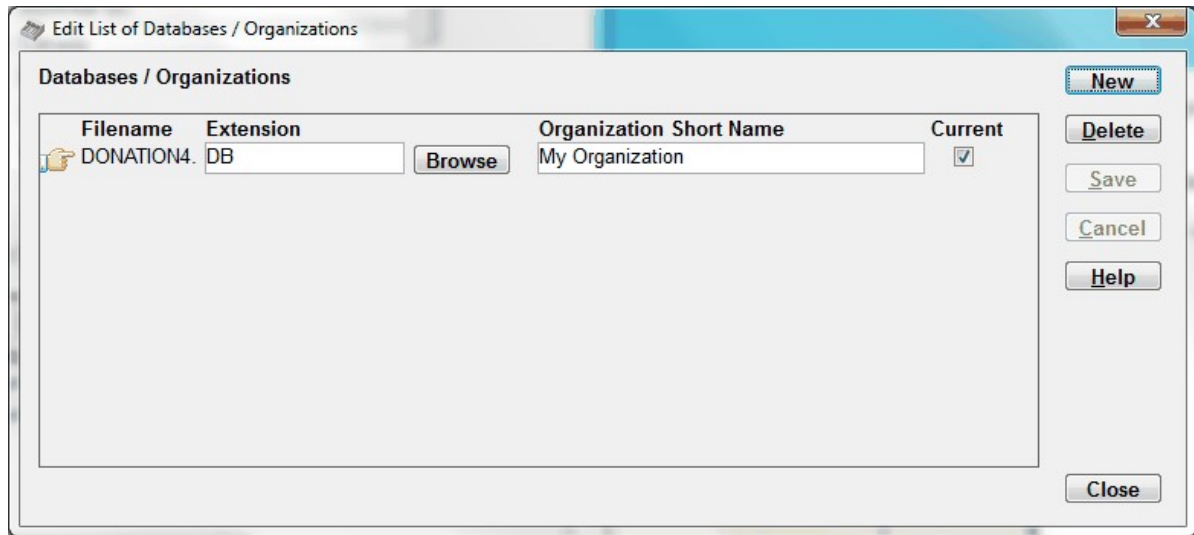 Edit List of Databases / Organizations
Databases / Organizations
New
Filename Extension Organization Short Name Current
Delete
DONATION4. DB Browse My Organization
Save
Cancel
Help
Close